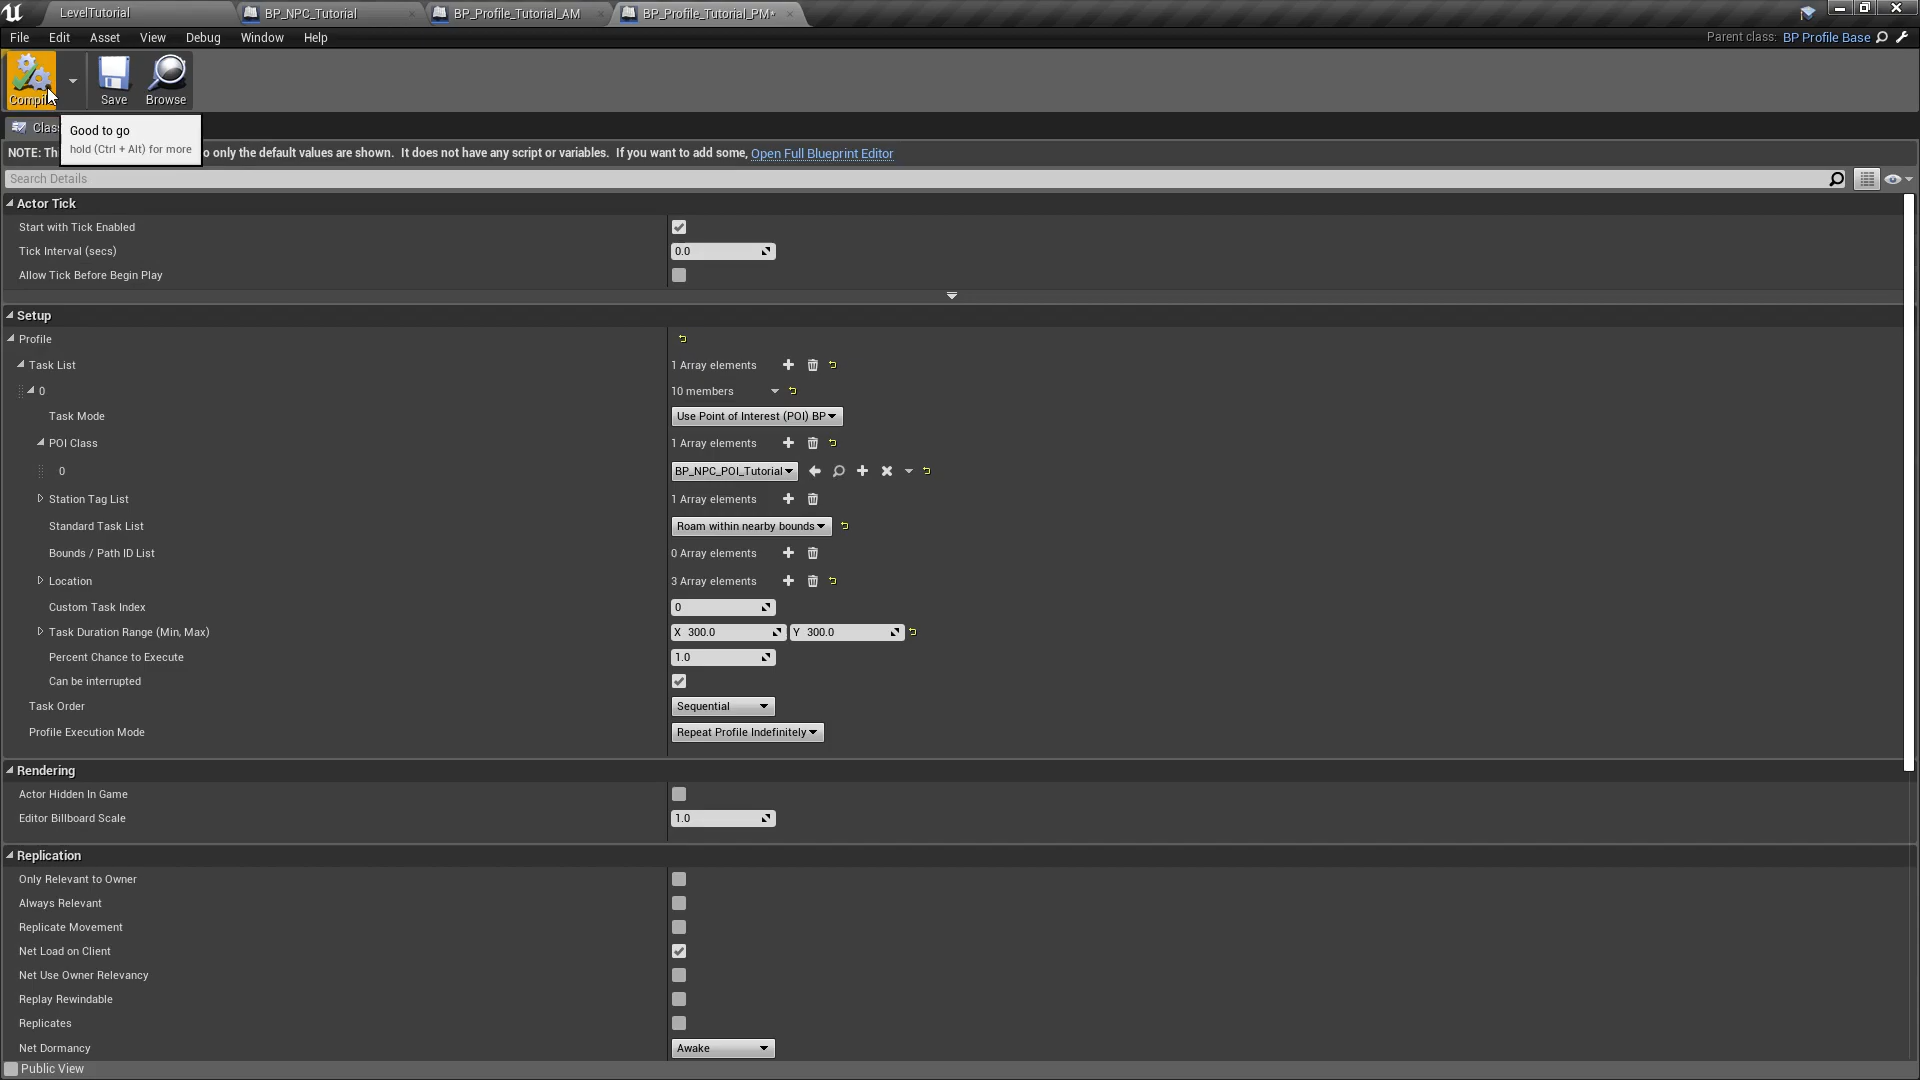 LevelTutorial
BP_NPC_Tutorial
BP_Profile_Tutorial_AM
BP_Profile_Tutorial_PM*
File Edit Asset View Debug Window Help
Parent class: BP Profile Base
Compil
Save
Browse
Clas
Good to go
hold (Ctrl + Alt) for more
NOTE: Th
o only the default values are shown. It does not have any script or variables. If you want to add some, Open Full Blueprint Editor
Search Details
Actor Tick
Start with Tick Enabled
Tick Interval (secs) 0.0
Allow Tick Before Begin Play
Setup
Profile
Task List 1 Array elements
0 10 members
Task Mode Use Point of Interest (POI) BP
POI Class 1 Array elements
0 BP_NPC_POI_Tutorial
Station Tag List 1 Array elements
Standard Task List Roam within nearby bounds
Bounds / Path ID List 0 Array elements
Location 3 Array elements
Custom Task Index 0
Task Duration Range (Min, Max) X 300.0 Y 300.0
Percent Chance to Execute 1.0
Can be interrupted
Task Order Sequential
Profile Execution Mode Repeat Profile Indefinitely
Rendering
Actor Hidden In Game
Editor Billboard Scale 1.0
Replication
Only Relevant to Owner
Always Relevant
Replicate Movement
Net Load on Client
Net Use Owner Relevancy
Replay Rewindable
Replicates
Net Dormancy Awake
Public View